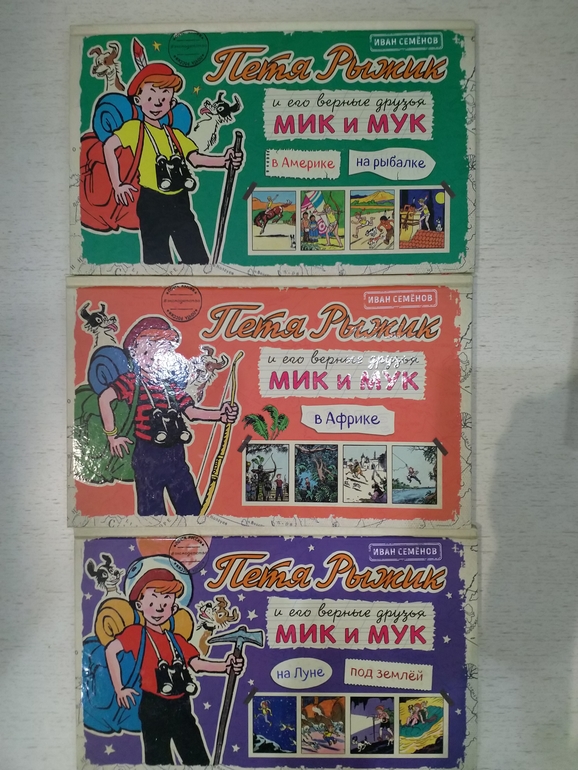 ИВАН СЕМЁНОВ
Петя Рыжик
и его верные друзья
МИК и МУК
в Америке на рыбалке
ИВАН СЕМЁНОВ
Петя Рыжик
и его верные друзья
МИК и МУК
в Африке
ИВАН СЕМЁНОВ
Петя Рыжик
и его верные друзья
МИК и МУК
на Луне под землёй